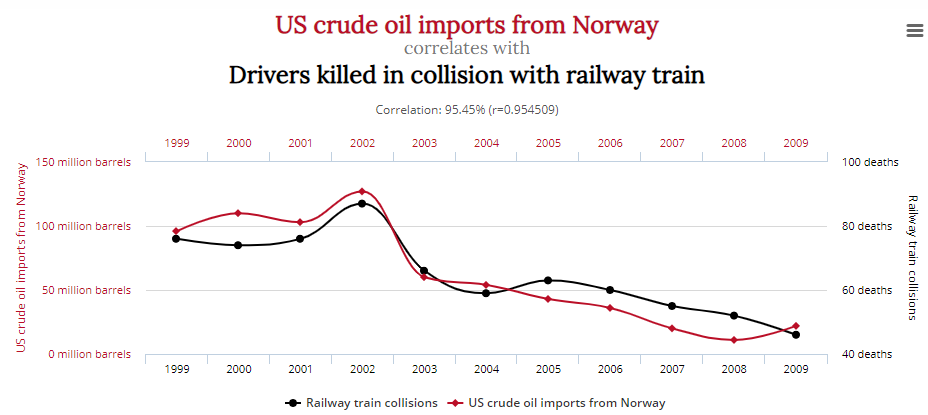 US crude oil imports from Norway
correlates with
Drivers killed in collision with railway train
Correlation: 95.45% (r=0.954509)
1999 2000 2001 2002 2003 2004 2005 2006 2007 2008 2009
US crude oil imports from Norway
150 million barrels
100 million barrels
50 million barrels
0 million barrels
100 deaths
80 deaths
60 deaths
40 deaths
Railway train collisions
1999 2000 2001 2002 2003 2004 2005 2006 2007 2008 2009
Railway train collisions US crude oil imports from Norway